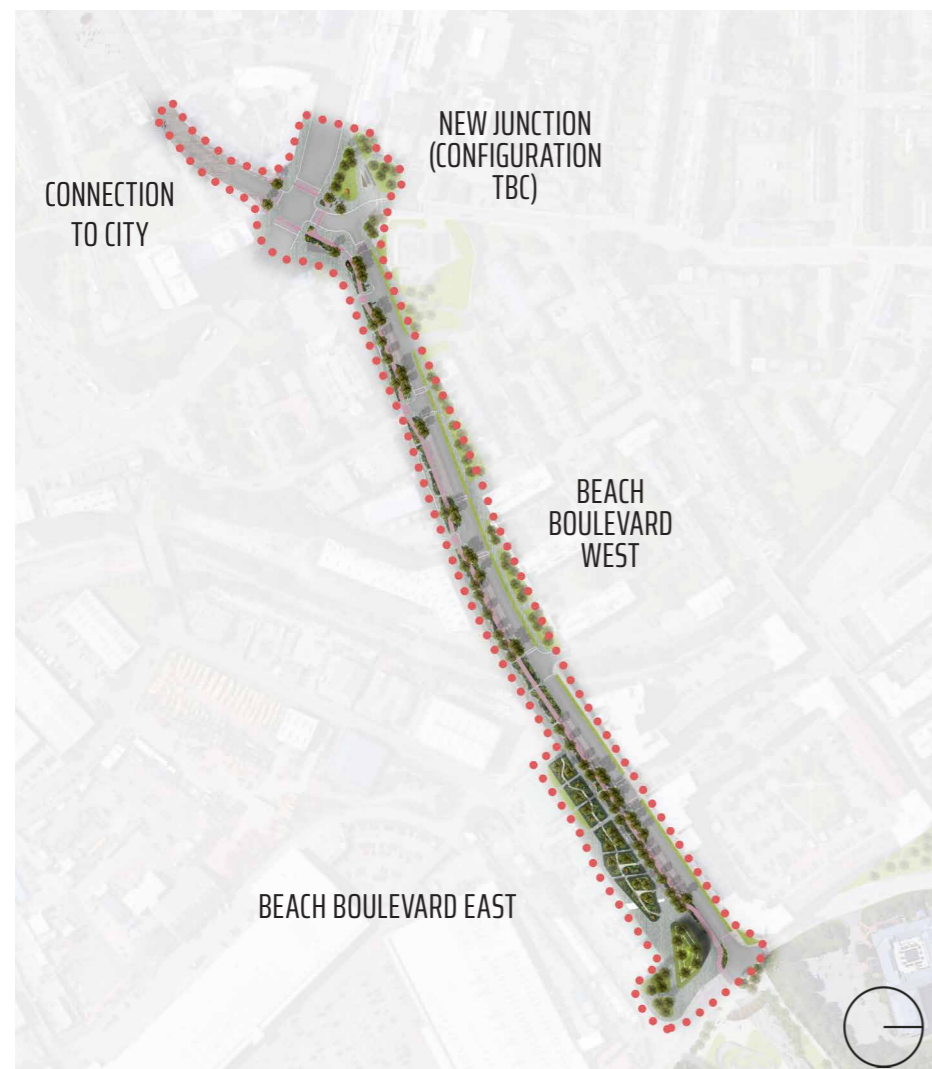 NEW JUNCTION
(CONFIGURATION
TBC)
CONNECTION
TO CITY
BEACH
BOULEVARD
WEST
BEACH BOULEVARD EAST